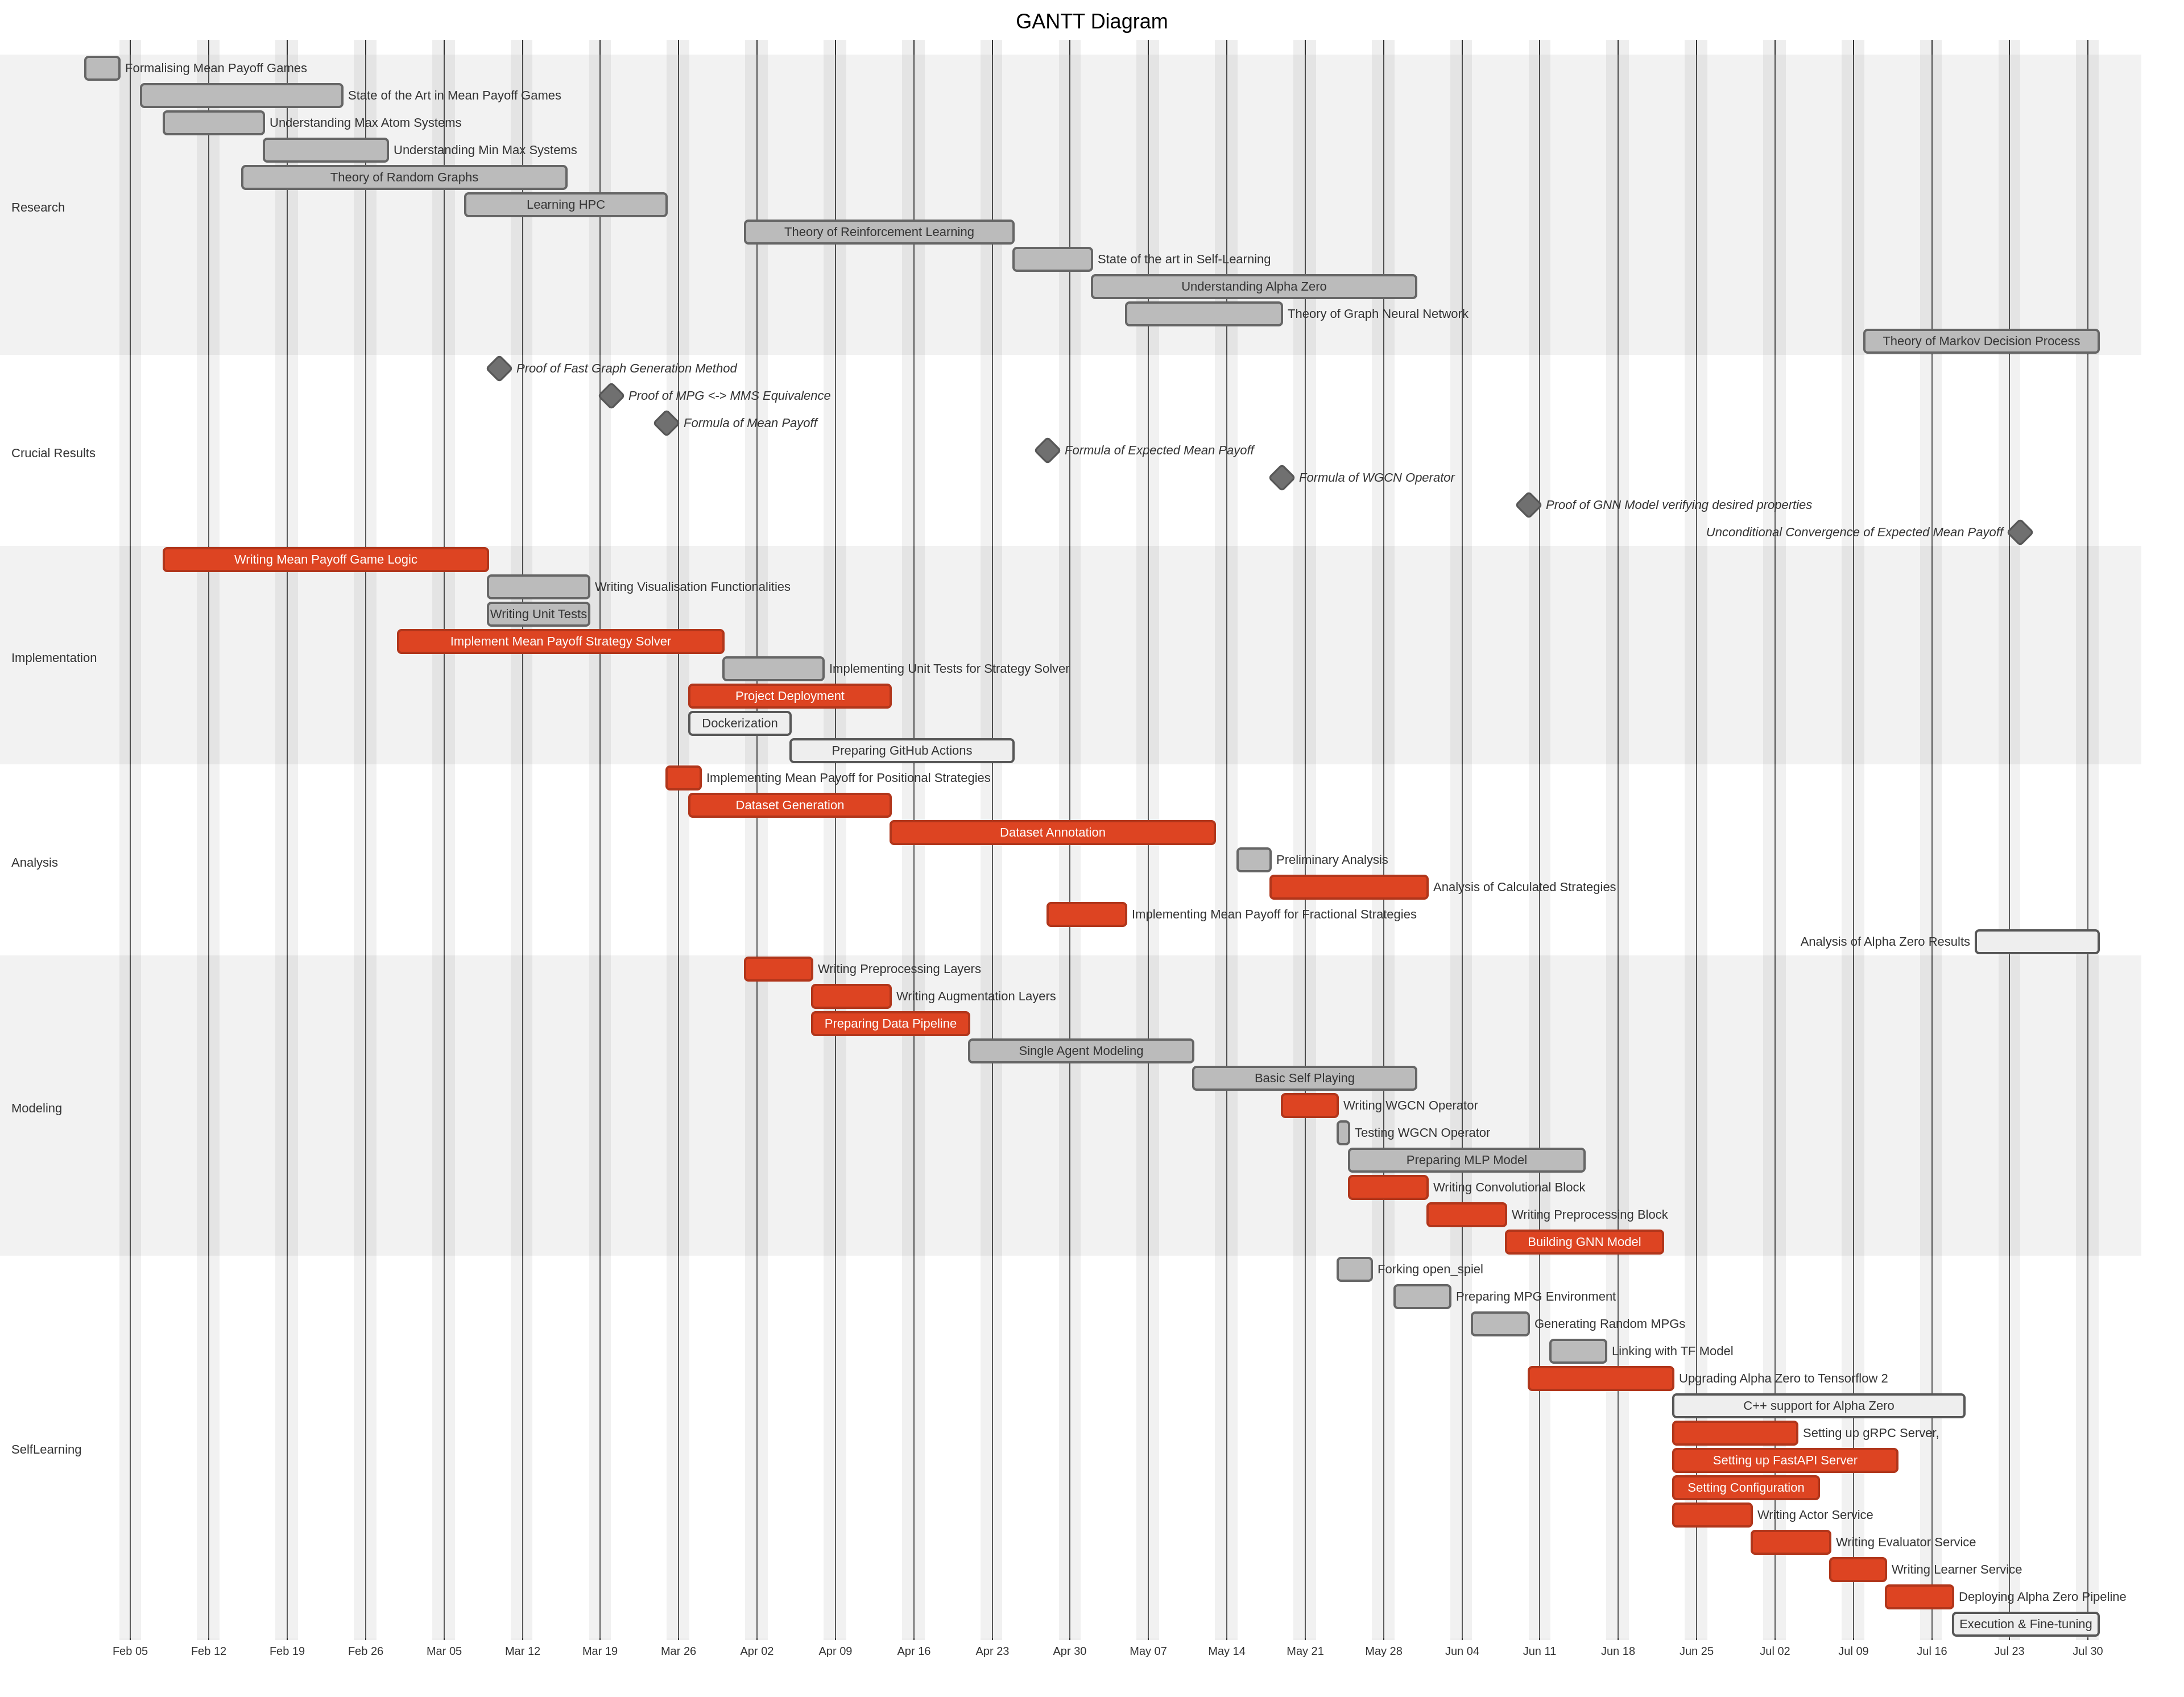 GANTT Diagram
Formalising Mean Payoff Games
State of the Art in Mean Payoff Games
Understanding Max Atom Systems
Understanding Min Max Systems
Theory of Random Graphs
Research
Learning HPC
Theory of Reinforcement Learning
State of the art in Self-Learning
Understanding Alpha Zero
Theory of Graph Neural Network
Theory of Markov Decision Process
Proof of Fast Graph Generation Method
Proof of MPG <-> MMS Equivalence
Formula of Mean Payoff
Crucial Results
Formula of Expected Mean Payoff
Formula of WGCN Operator
Proof of GNN Model verifying desired properties
Unconditional Convergence of Expected Mean Payoff
Writing Mean Payoff Game Logic
Writing Visualisation Functionalities
Writing Unit Tests
Implement Mean Payoff Strategy Solver
Implementation
Implementing Unit Tests for Strategy Solver
Project Deployment
Dockerization
Preparing GitHub Actions
Implementing Mean Payoff for Positional Strategies
Dataset Generation
Dataset Annotation
Analysis
Preliminary Analysis
Analysis of Calculated Strategies
Implementing Mean Payoff for Fractional Strategies
Analysis of Alpha Zero Results
Writing Preprocessing Layers
Writing Augmentation Layers
Preparing Data Pipeline
Single Agent Modeling
Basic Self Playing
Modeling
Writing WGCN Operator
Testing WGCN Operator
Preparing MLP Model
Writing Convolutional Block
Writing Preprocessing Block
Building GNN Model
Forking open_spiel
Preparing MPG Environment
Generating Random MPGs
Linking with TF Model
Upgrading Alpha Zero to Tensorflow 2
C++ support for Alpha Zero
Setting up gRPC Server,
SelfLearning
Setting up FastAPI Server
Setting Configuration
Writing Actor Service
Writing Evaluator Service
Writing Learner Service
Deploying Alpha Zero Pipeline
Execution & Fine-tuning
Feb 05 Feb 12 Feb 19 Feb 26 Mar 05 Mar 12 Mar 19 Mar 26 Apr 02 Apr 09 Apr 16 Apr 23 Apr 30 May 07 May 14 May 21 May 28 Jun 04 Jun 11 Jun 18 Jun 25 Jul 02 Jul 09 Jul 16 Jul 23 Jul 30